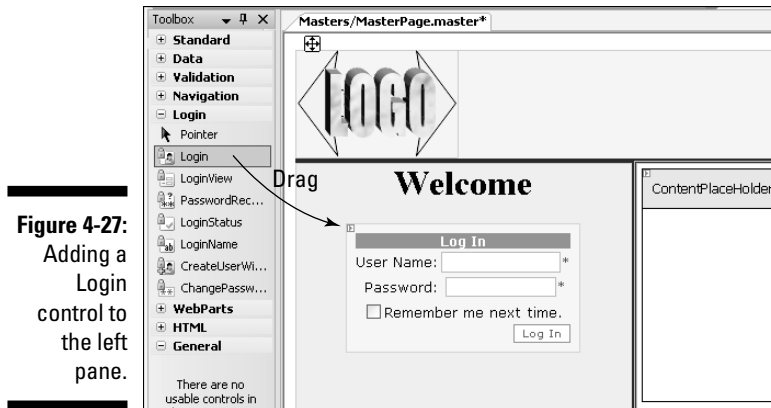 Toolbox
Standard
Data
Validation
Navigation
Login
Pointer
Login
LoginView
PasswordRec...
LoginStatus
LoginName
CreateUserWi...
ChangePassw...
WebParts
HTML
General
There are no
usable controls in
Masters/MasterPage.master*
LOGO
Drag
Welcome
Log In
User Name: *
Password: *
Remember me next time.
Log In
ContentPlaceHolder
Figure 4-27:
Adding a
Login
control to
the left
pane.